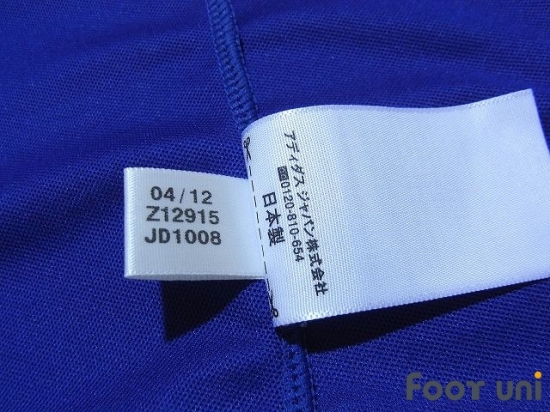 04/12
Z12915
JD1008
アディダス ジャパン株式会社
☎0120-810-654
日本製
FOOT UNI